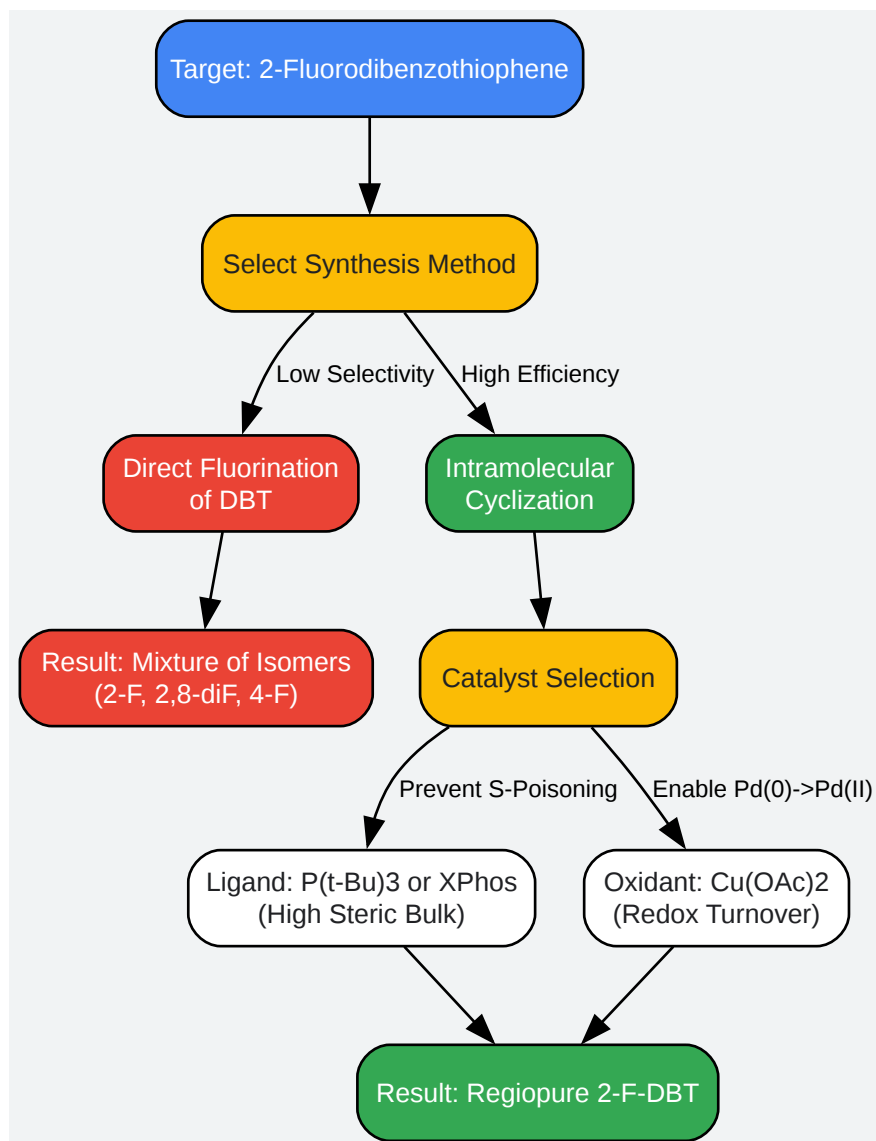 Target: 2-Fluorodibenzothiophene
Select Synthesis Method
Low Selectivity
High Efficiency
Direct Fluorination
of DBT
Intramolecular
Cyclization
Result: Mixture of Isomers
(2-F, 2,8-diF, 4-F)
Catalyst Selection
Prevent S-Poisoning
Enable Pd(0)->Pd(II)
Ligand: P(t-Bu)3 or XPhos
(High Steric Bulk)
Oxidant: Cu(OAc)2
(Redox Turnover)
Result: Regiopure 2-F-DBT